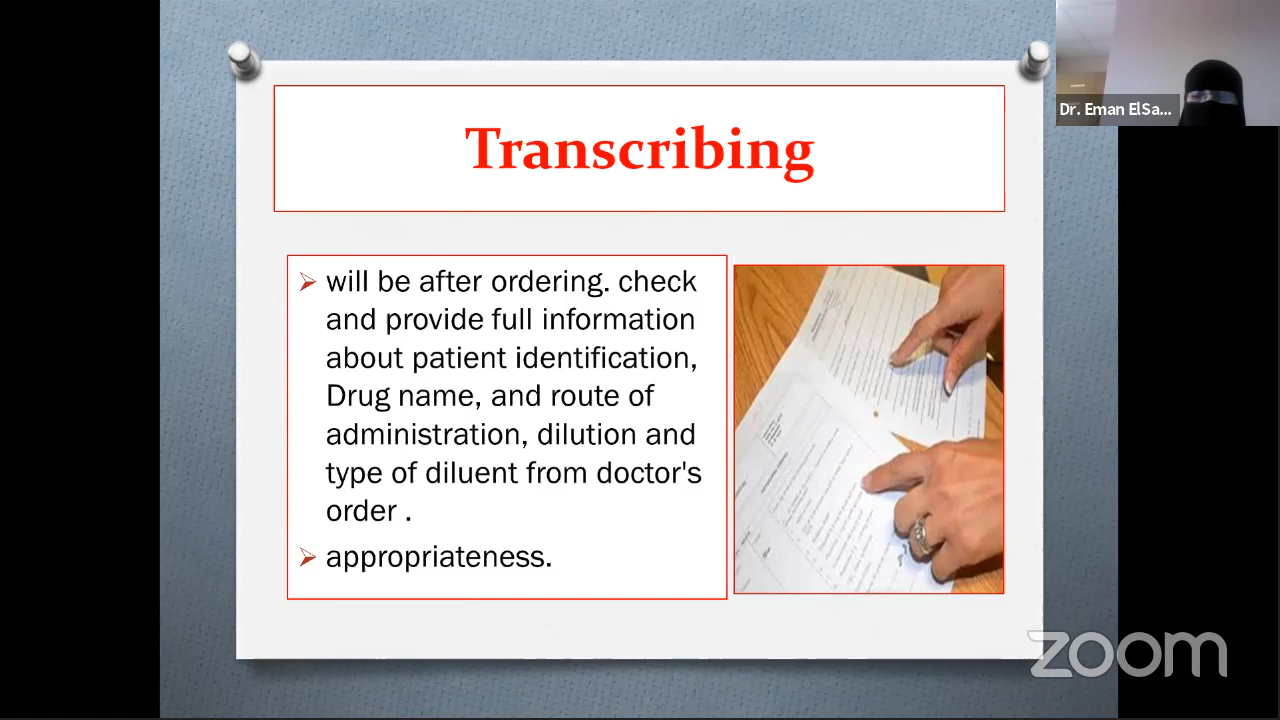 Transcribing
will be after ordering. check
and provide full information
about patient identification,
Drug name, and route of
administration, dilution and
type of diluent from doctor's
order .
appropriateness.
Dr. Eman ElSa...
zoom